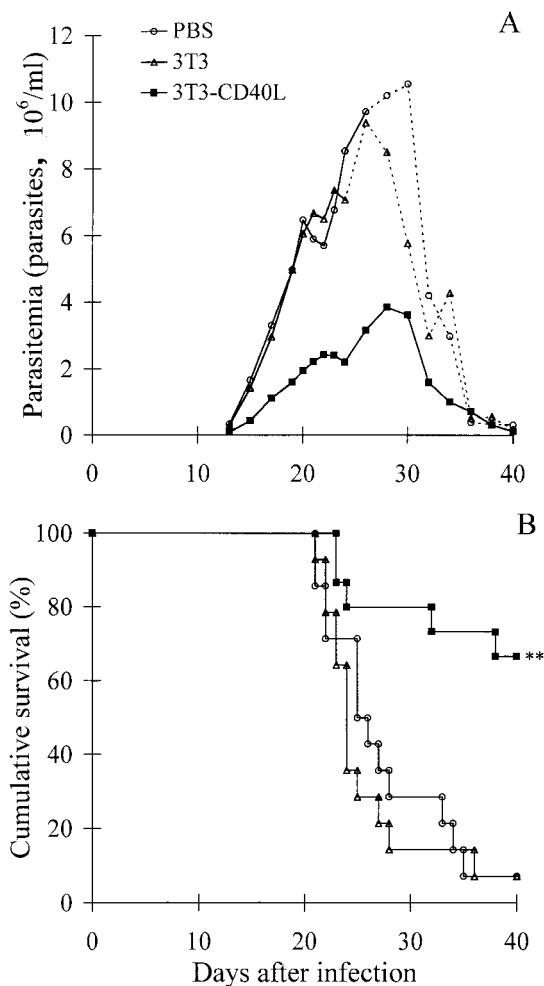 A
PBS
3T3
3T3-CD40L
Parasitemia (parasites, 10⁶/ml)
12
10
8
6
4
2
0
0 10 20 30 40
B
Cumulative survival (%)
100
80
60
40
20
0
**
0 10 20 30 40
Days after infection